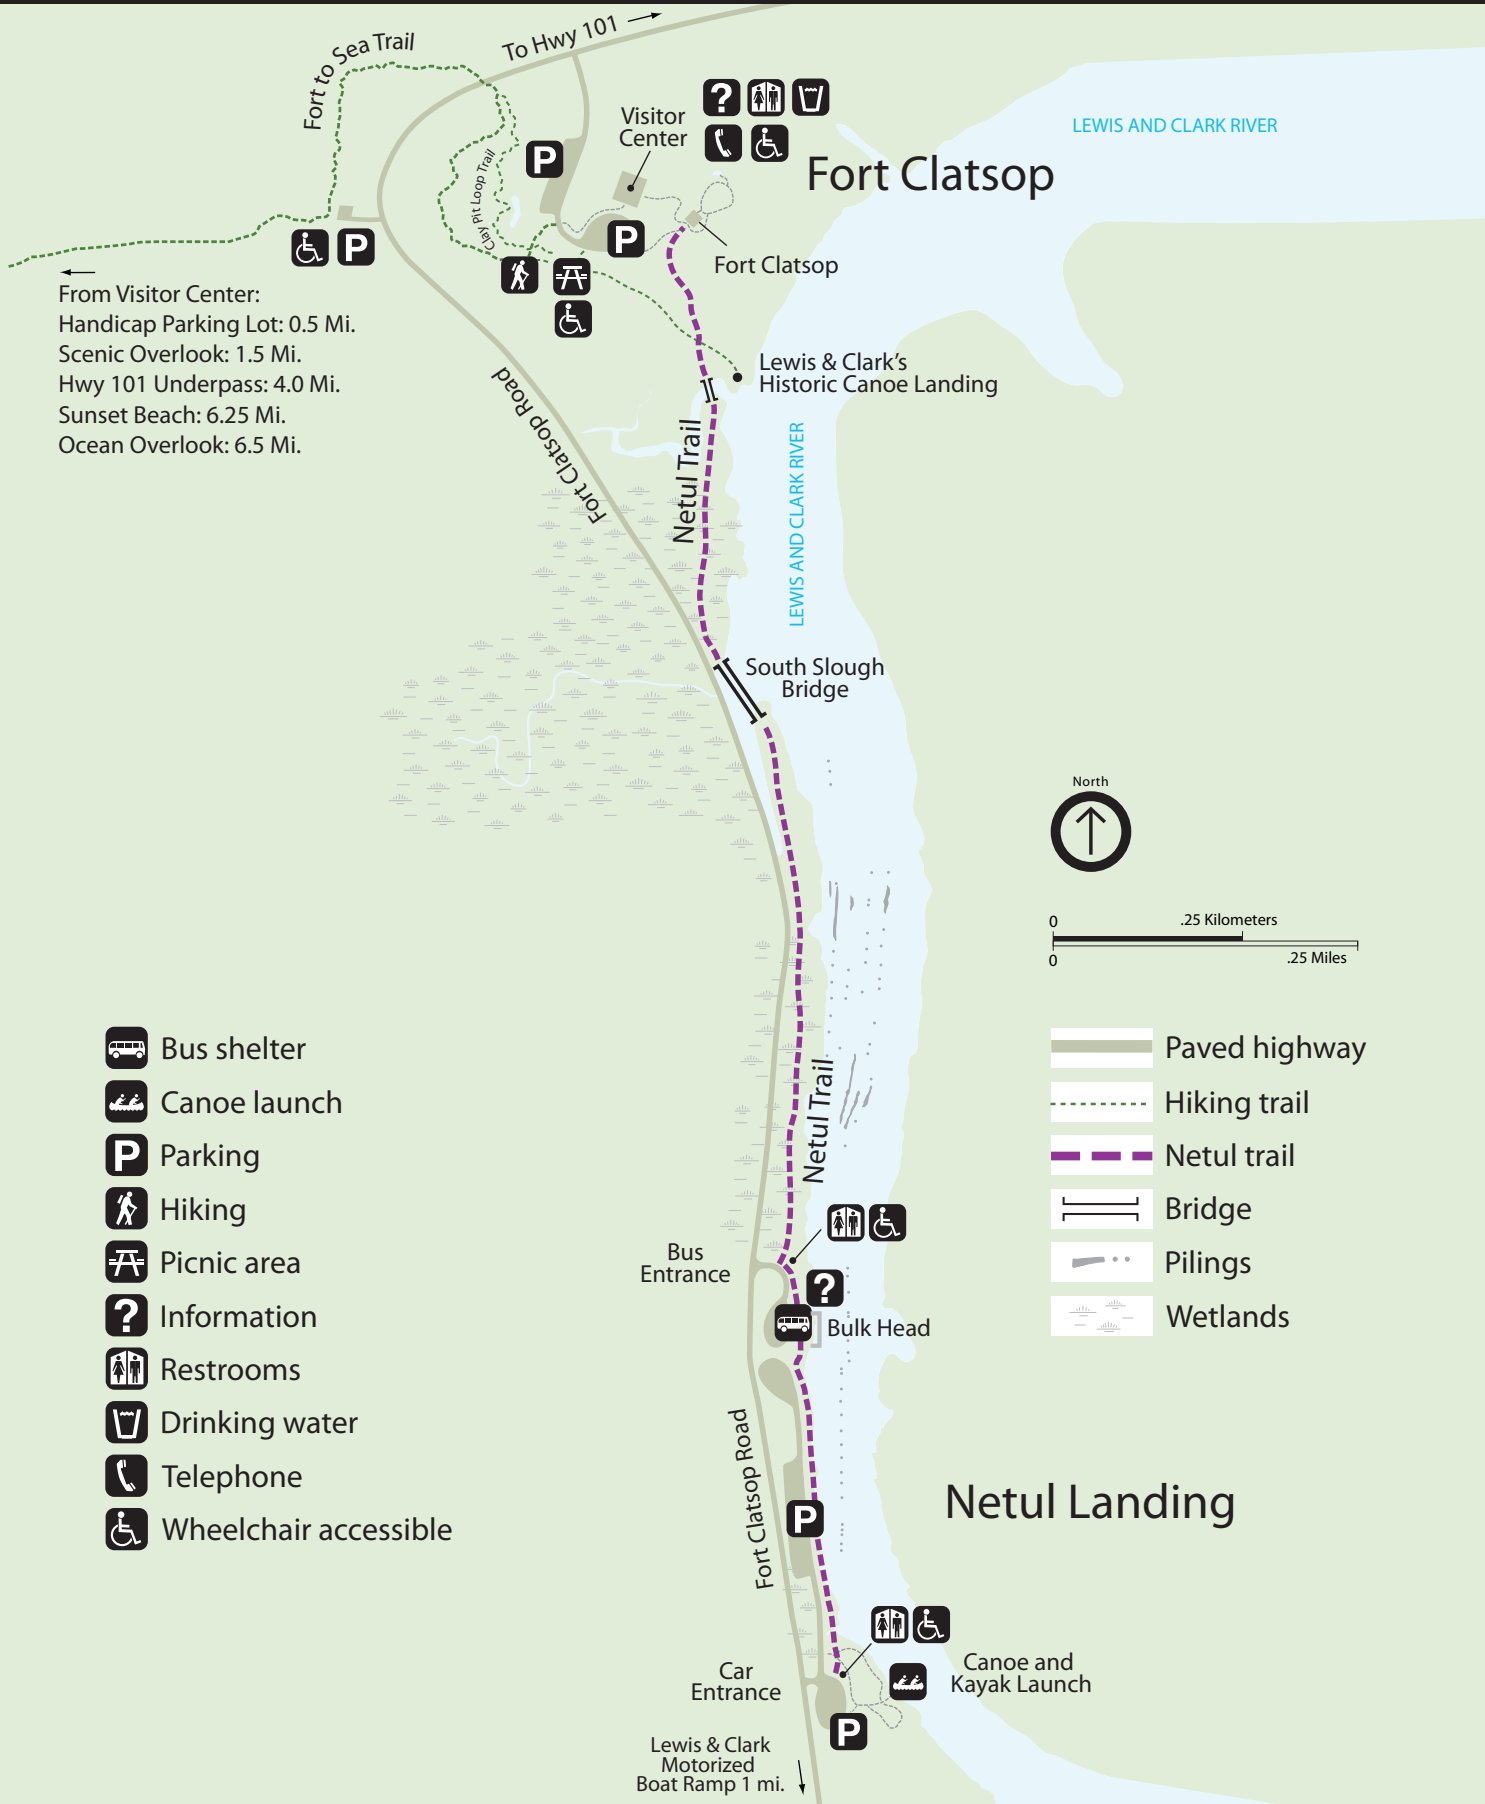 To Hwy 101
Fort to Sea Trail
Visitor
Center
LEWIS AND CLARK RIVER
P
Fort Clatsop
Clay Pit Loop Trail
P
P
Fort Clatsop
From Visitor Center:
Handicap Parking Lot: 0.5 Mi.
Scenic Overlook: 1.5 Mi.
Hwy 101 Underpass: 4.0 Mi.
Sunset Beach: 6.25 Mi.
Ocean Overlook: 6.5 Mi.
Lewis & Clark's
Historic Canoe Landing
Fort Clatsop Road
Netul Trail
LEWIS AND CLARK RIVER
South Slough
Bridge
North
0
.25 Kilometers
0
.25 Miles
Bus shelter
Canoe launch
P Parking
Hiking
Picnic area
? Information
Restrooms
Drinking water
Telephone
Wheelchair accessible
Paved highway
Hiking trail
Netul trail
Bridge
Pilings
Wetlands
Netul Trail
Bus
Entrance
?
Bulk Head
Fort Clatsop Road
P
Netul Landing
Car
Entrance
Canoe and
Kayak Launch
P
Lewis & Clark
Motorized
Boat Ramp 1 mi.
?